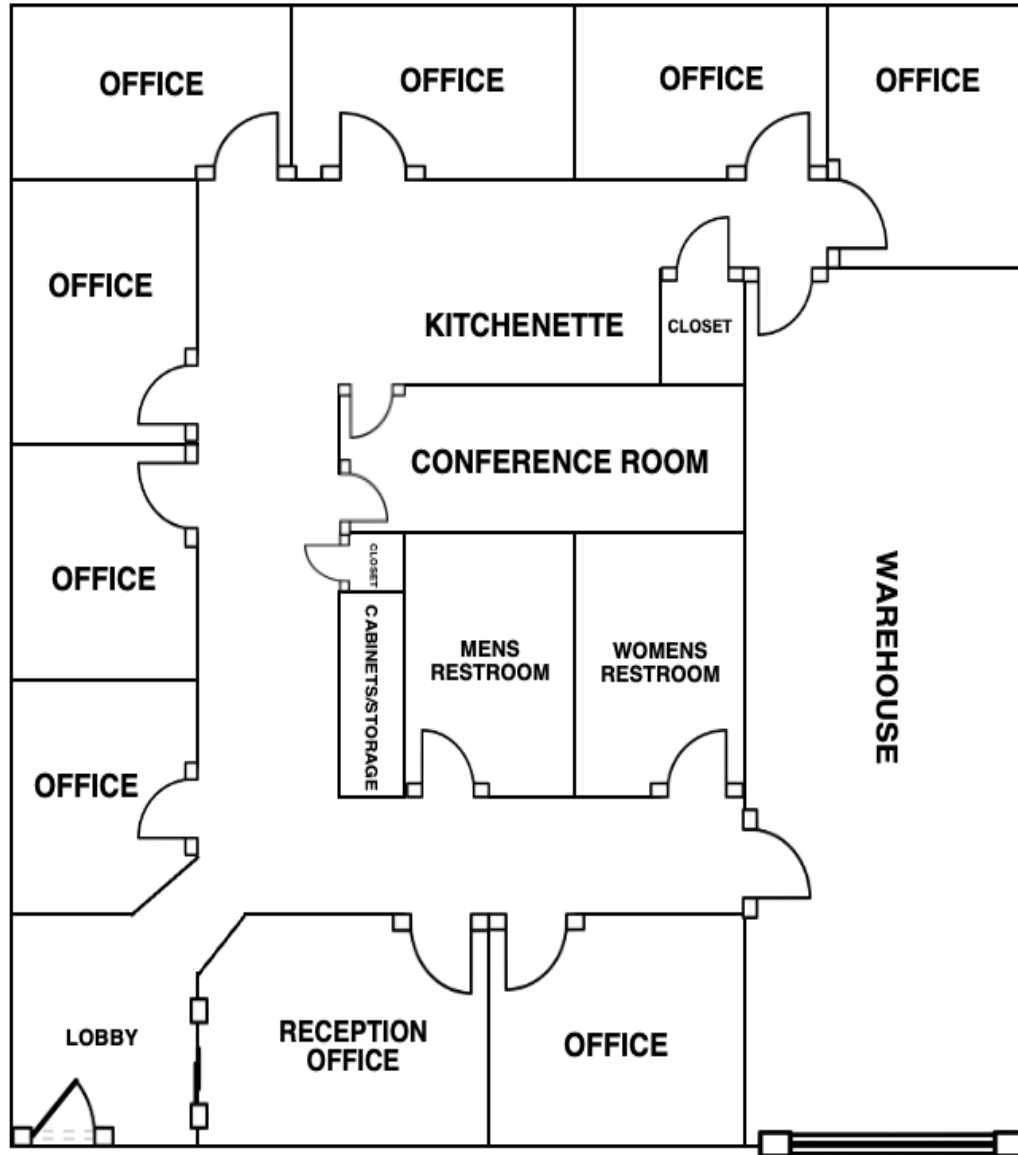 OFFICE
OFFICE
OFFICE
OFFICE
OFFICE
KITCHENETTE
CLOSET
CONFERENCE ROOM
CLOSET
OFFICE
CABINETS/STORAGE
MENS
RESTROOM
WOMENS
RESTROOM
WAREHOUSE
OFFICE
LOBBY
RECEPTION
OFFICE
OFFICE